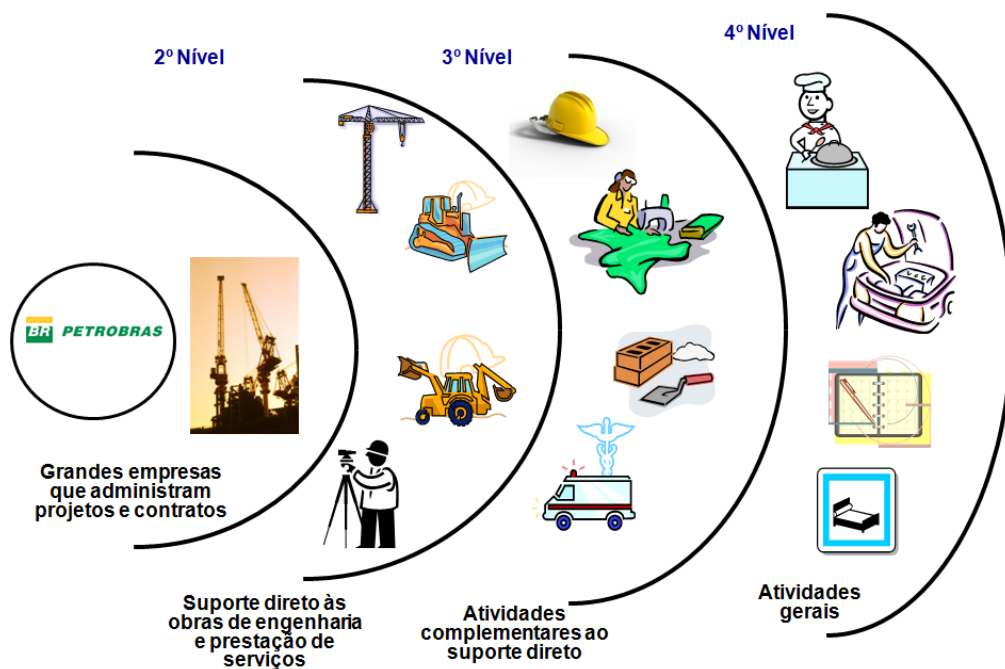 2º Nível
3º Nível
4º Nível
BR PETROBRAS
Grandes empresas
que administram
projetos e contratos
Suporte direto às
obras de engenharia
e prestação de
serviços
Atividades
complementares ao
suporte direto
Atividades
gerais